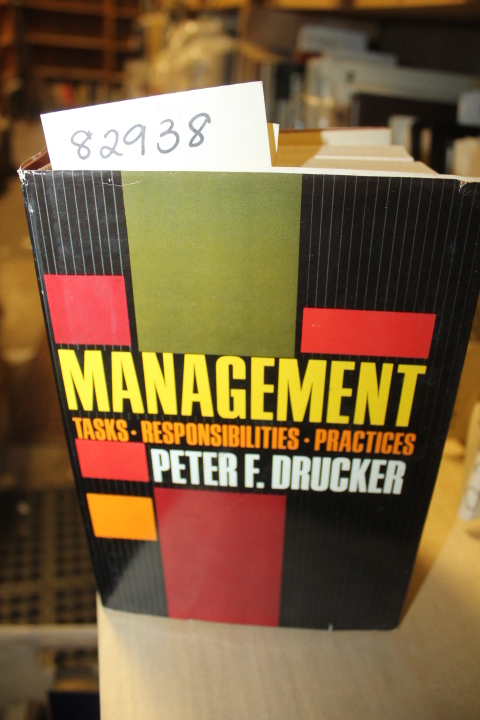 82938
MANAGEMENT
TASKS · RESPONSIBILITIES · PRACTICES
PETER F. DRUCKER